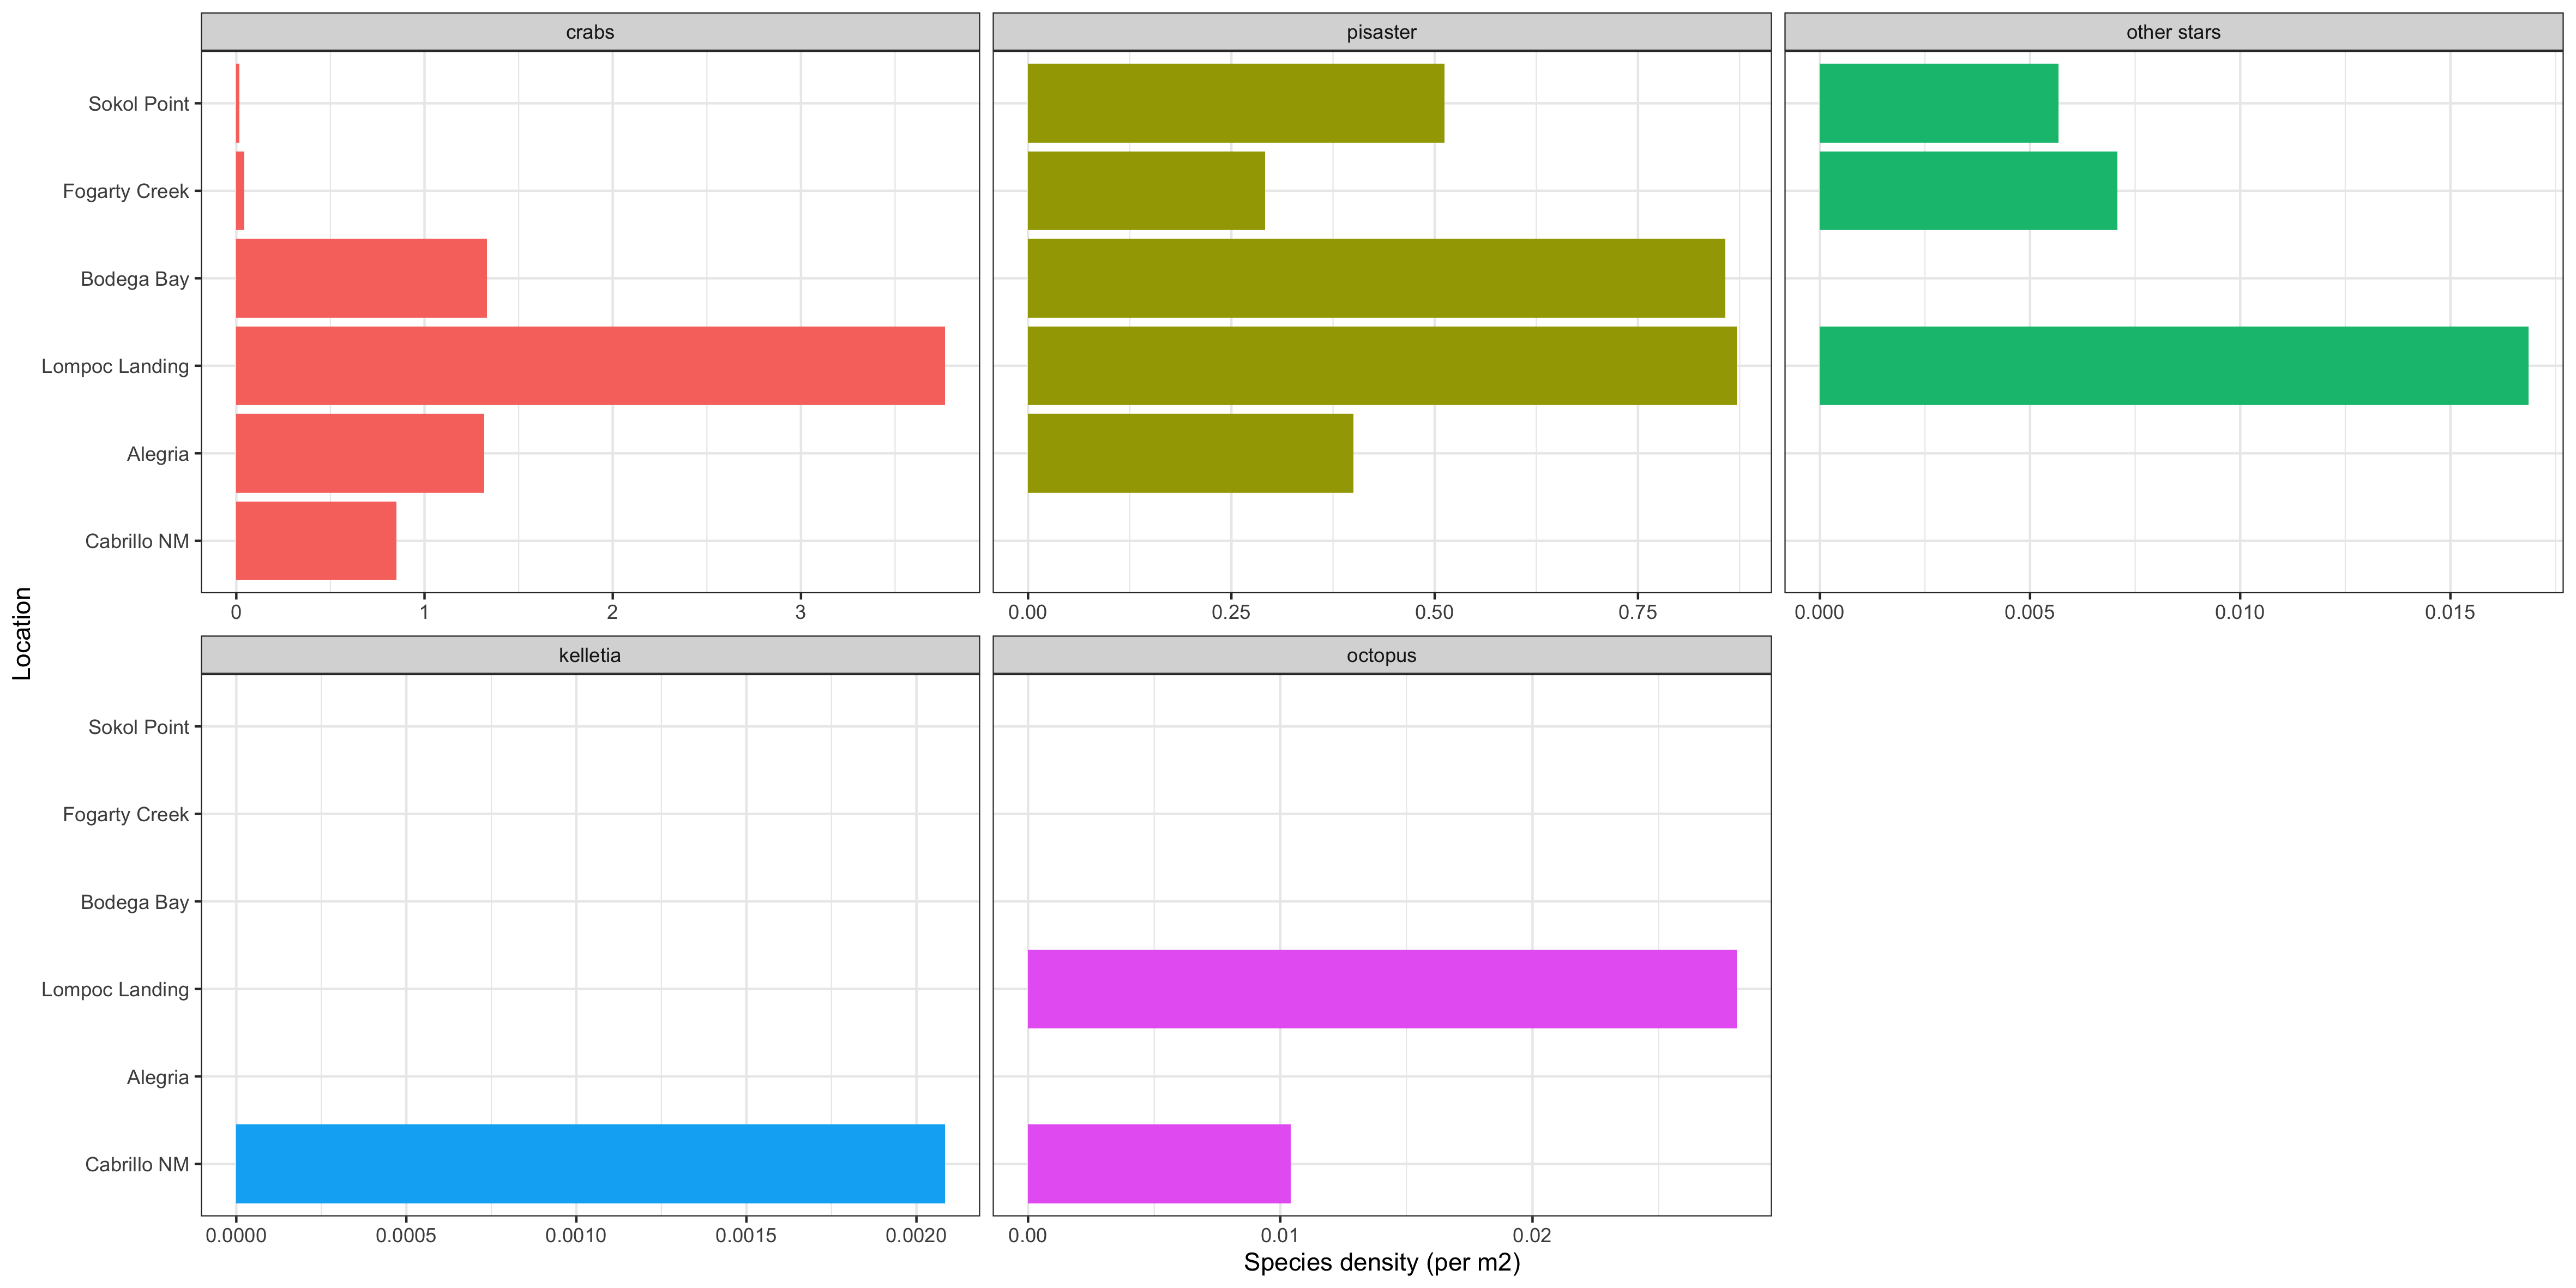 crabs
pisaster
other stars
Sokol Point
Fogarty Creek
Bodega Bay
Lompoc Landing
Alegria
Cabrillo NM
0 1 2 3
0.00 0.25 0.50 0.75
0.000 0.005 0.010 0.015
Location
kelletia
octopus
Sokol Point
Fogarty Creek
Bodega Bay
Lompoc Landing
Alegria
Cabrillo NM
0.0000 0.0005 0.0010 0.0015 0.0020
0.00 0.01 0.02
Species density (per m2)